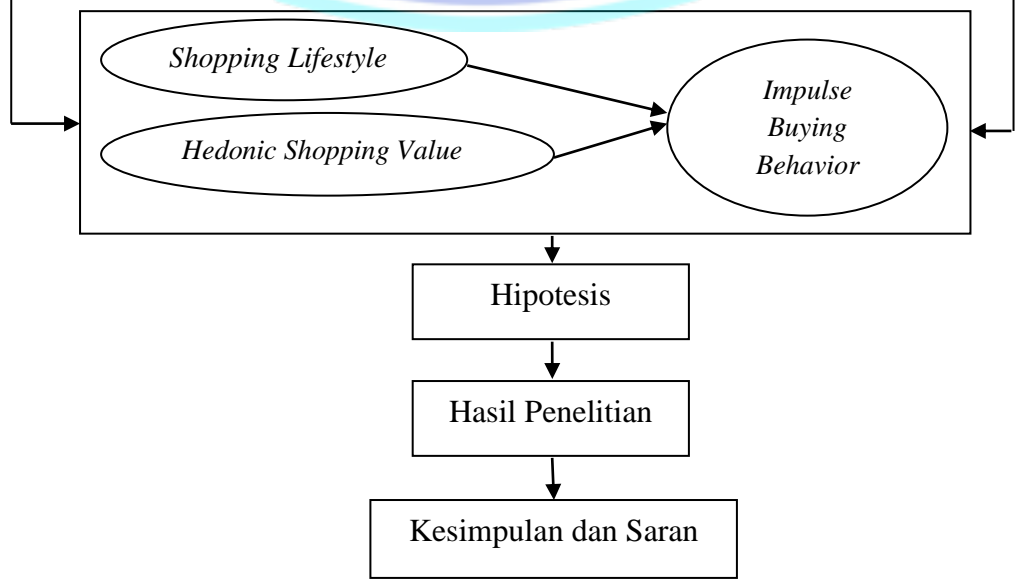 Shopping Lifestyle
Hedonic Shopping Value
Impulse
Buying
Behavior
Hipotesis
Hasil Penelitian
Kesimpulan dan Saran